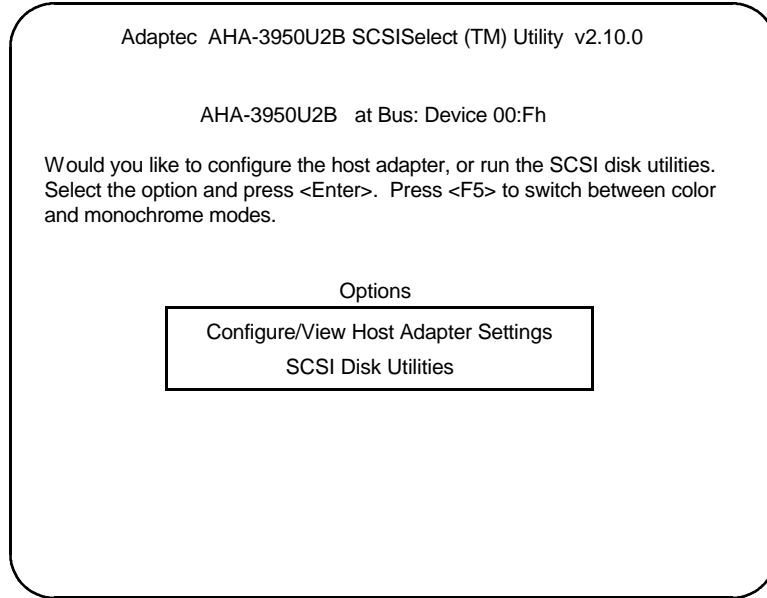 Adaptec AHA-3950U2B SCSISelect (TM) Utility v2.10.0
AHA-3950U2B at Bus: Device 00:Fh
Would you like to configure the host adapter, or run the SCSI disk utilities.
Select the option and press <Enter>. Press <F5> to switch between color
and monochrome modes.
Options
Configure/View Host Adapter Settings
SCSI Disk Utilities